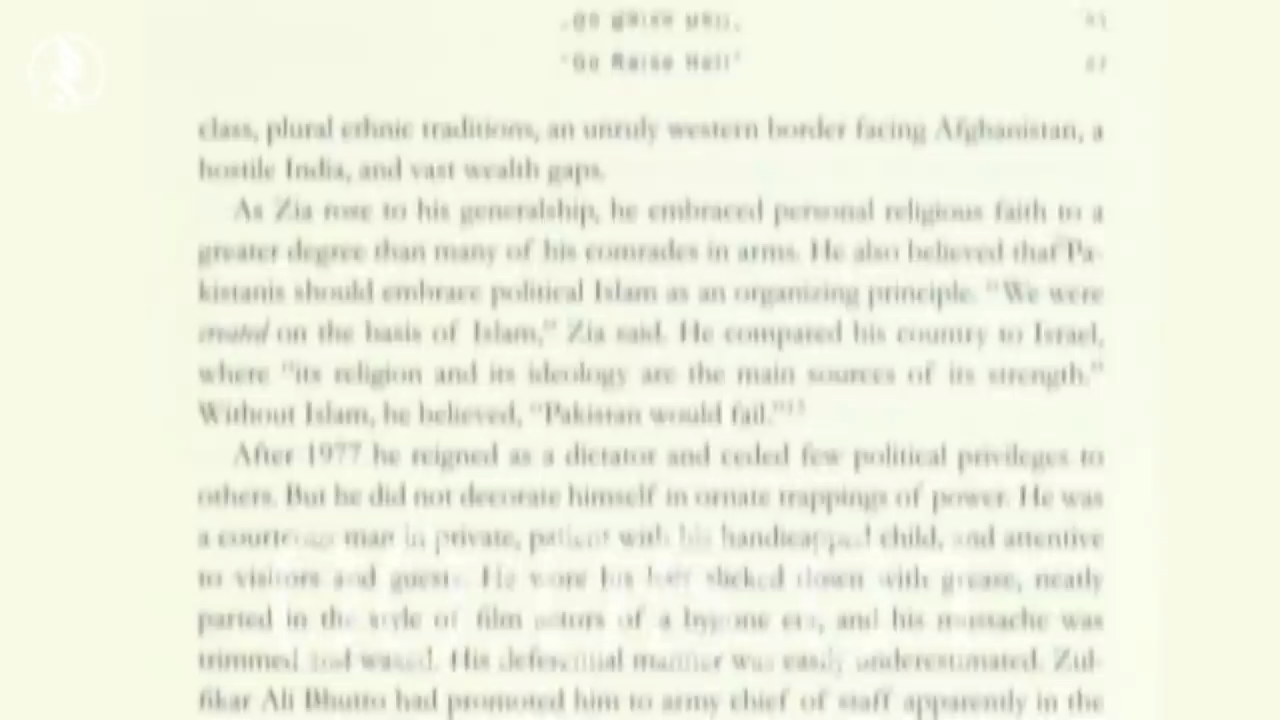 "Go Raise Hell"
class, plural ethnic traditions, an unruly western border facing Afghanistan, a
hostile India, and vast wealth gaps.
As Zia rose to his generalship, he embraced personal religious faith to a
greater degree than many of his comrades in arms. He also believed that Pa-
kistanis should embrace political Islam as an organizing principle. "We were
created on the basis of Islam," Zia said. He compared his country to Israel,
where "its religion and its ideology are the main sources of its strength."
Without Islam, he believed, "Pakistan would fail."
After 1977 he reigned as a dictator and ceded few political privileges to
others. But he did not decorate himself in ornate trappings of power. He was
a courteous man in private, patient with his handicapped child, and attentive
to visitors and guests. He wore his hair slicked down with grease, neatly
parted in the style of film actors of a bygone era, and his mustache was
trimmed and waxed. His deferential manner was easily underestimated. Zul-
fikar Ali Bhutto had promoted him to army chief of staff apparently in the